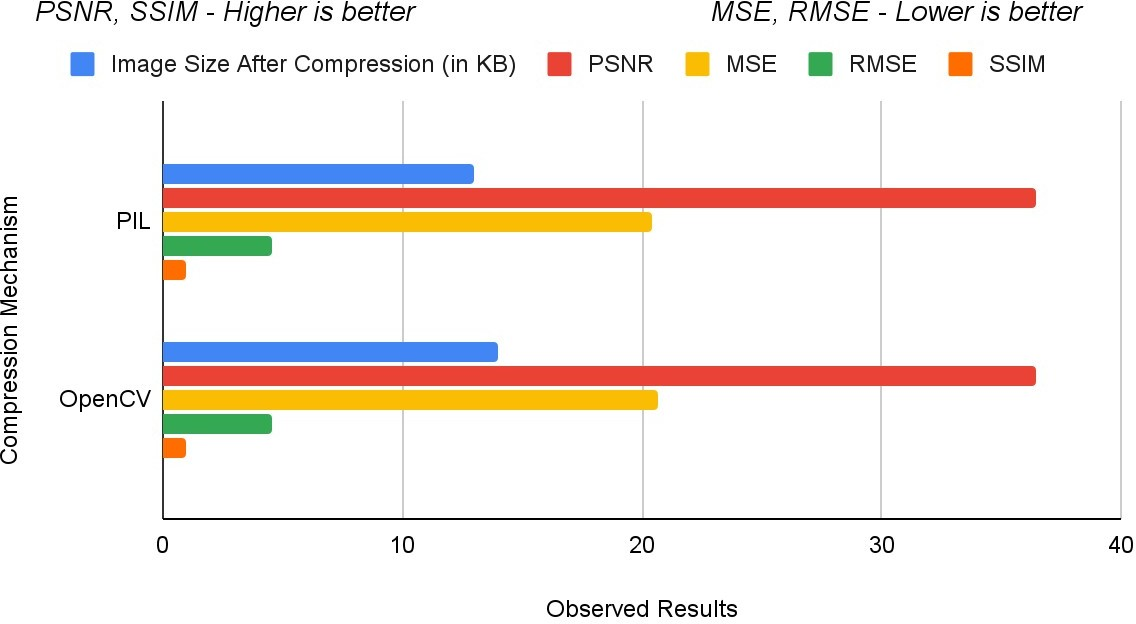 PSNR, SSIM - Higher is better MSE, RMSE - Lower is better
Image Size After Compression (in KB) PSNR MSE RMSE SSIM
Compression Mechanism
PIL
OpenCV
0 10 20 30 40
Observed Results